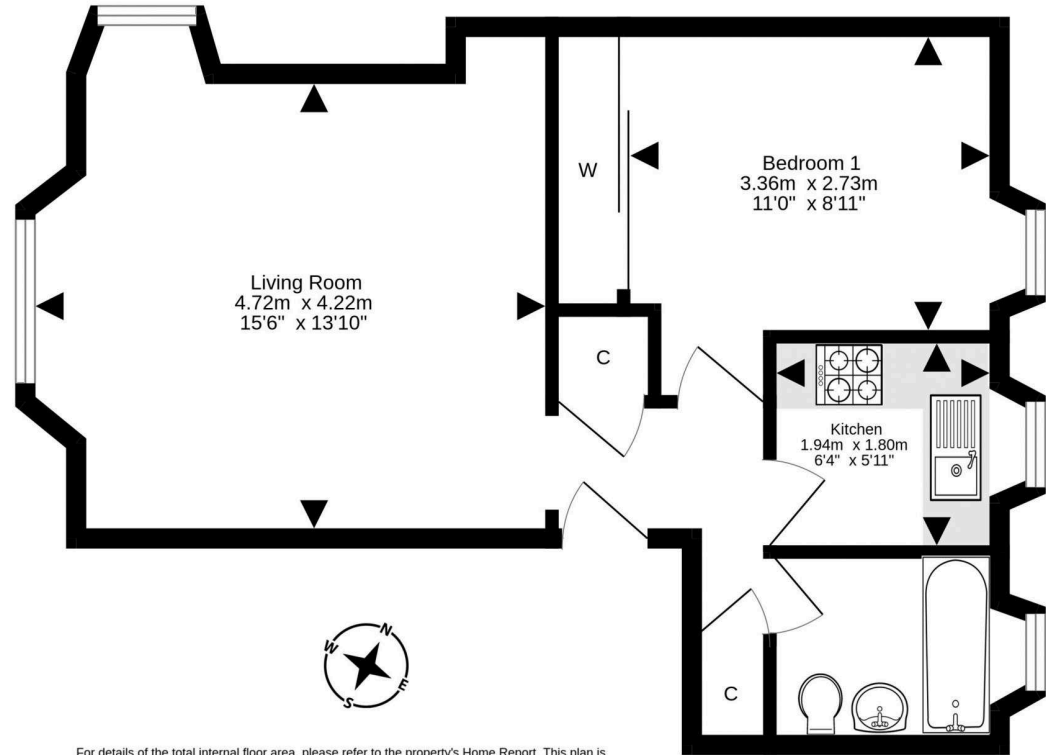 W
Bedroom 1
3.36m x 2.73m
11'0" x 8'11"
Living Room
4.72m x 4.22m
15'6" x 13'10"
C
Kitchen
1.94m x 1.80m
6'4" x 5'11"
N
W
E
S
C
For details of the total internal floor area, please refer to the property's Home Report. This plan is